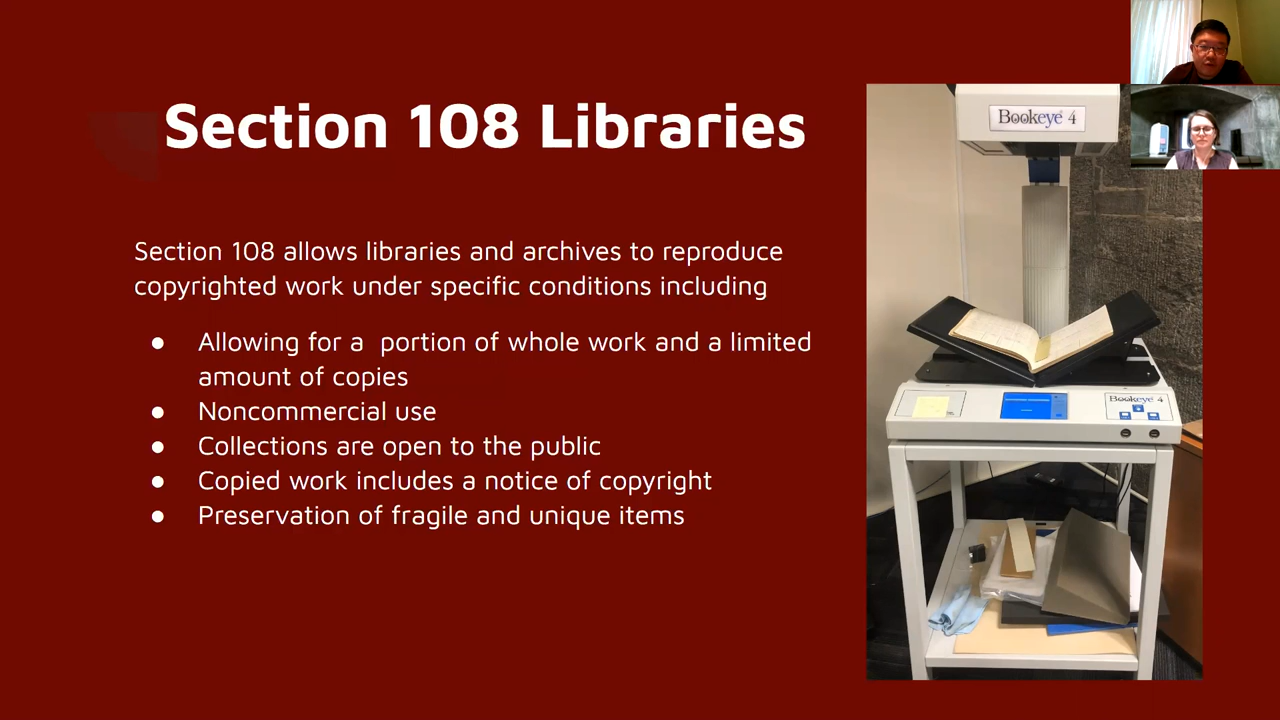 Section 108 Libraries
Section 108 allows libraries and archives to reproduce
copyrighted work under specific conditions including
● Allowing for a  portion of whole work and a limited
amount of copies
● Noncommercial use
● Collections are open to the public
● Copied work includes a notice of copyright
● Preservation of fragile and unique items
Bookeye 4
Bookeye 4